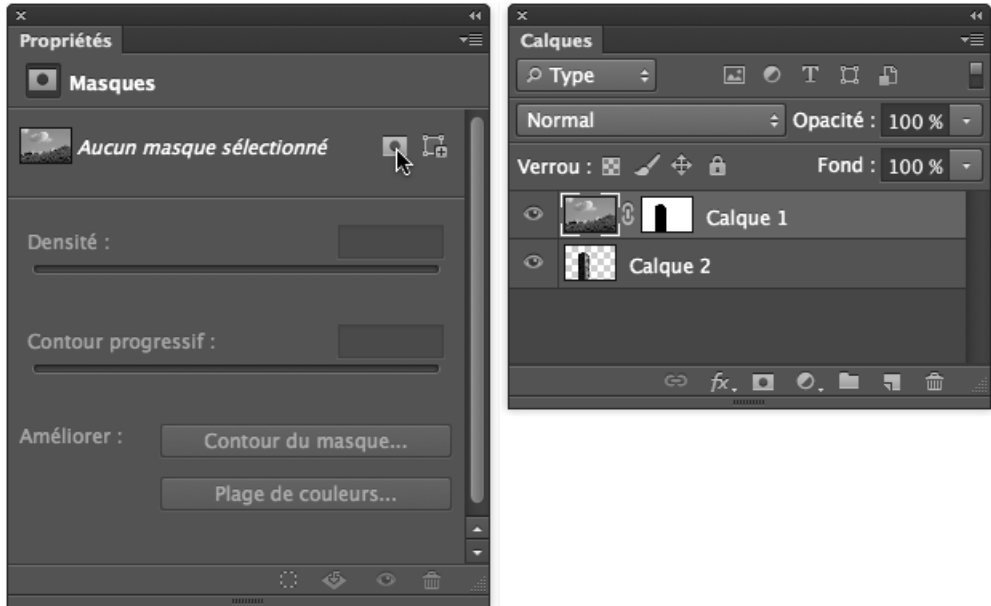 Propriétés
Masques
Aucun masque sélectionné
Densité :
Contour progressif :
Améliorer :
Contour du masque...
Plage de couleurs...
Calques
Type
Normal
Opacité : 100 %
Verrou :
Fond : 100 %
Calque 1
Calque 2
fx.